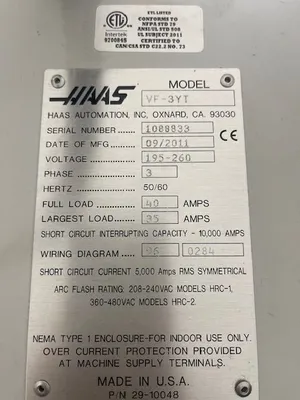 ETL LISTED
CONFORMS TO
NFPA STD 79
ANSI/UL STD 508
UL SUBJECT 2011
CERTIFIED TO
CAN/CSA STD C22.2 NO. 73
ETL
Intertek
HAAS
MODEL
VF-3YT
HAAS AUTOMATION, INC, OXNARD, CA. 93030
SERIAL NUMBER 1088833 CE
DATE OF MFG 09/2011
VOLTAGE 195-260
PHASE 3
HERTZ 50/60
FULL LOAD 40 AMPS
LARGEST LOAD 35 AMPS
SHORT CIRCUIT INTERRUPTING CAPACITY - 10,000 AMPS
WIRING DIAGRAM 96 0284
SHORT CIRCUIT CURRENT 5,000 Amps RMS SYMMETRICAL
ARC FLASH RATING: 208-240VAC MODELS HRC-1,
360-480VAC MODELS HRC-2.
NEMA TYPE 1 ENCLOSURE-FOR INDOOR USE ONLY.
OVER CURRENT PROTECTION PROVIDED
AT MACHINE SUPPLY TERMINALS.
MADE IN U.S.A.
P/N 29-10048